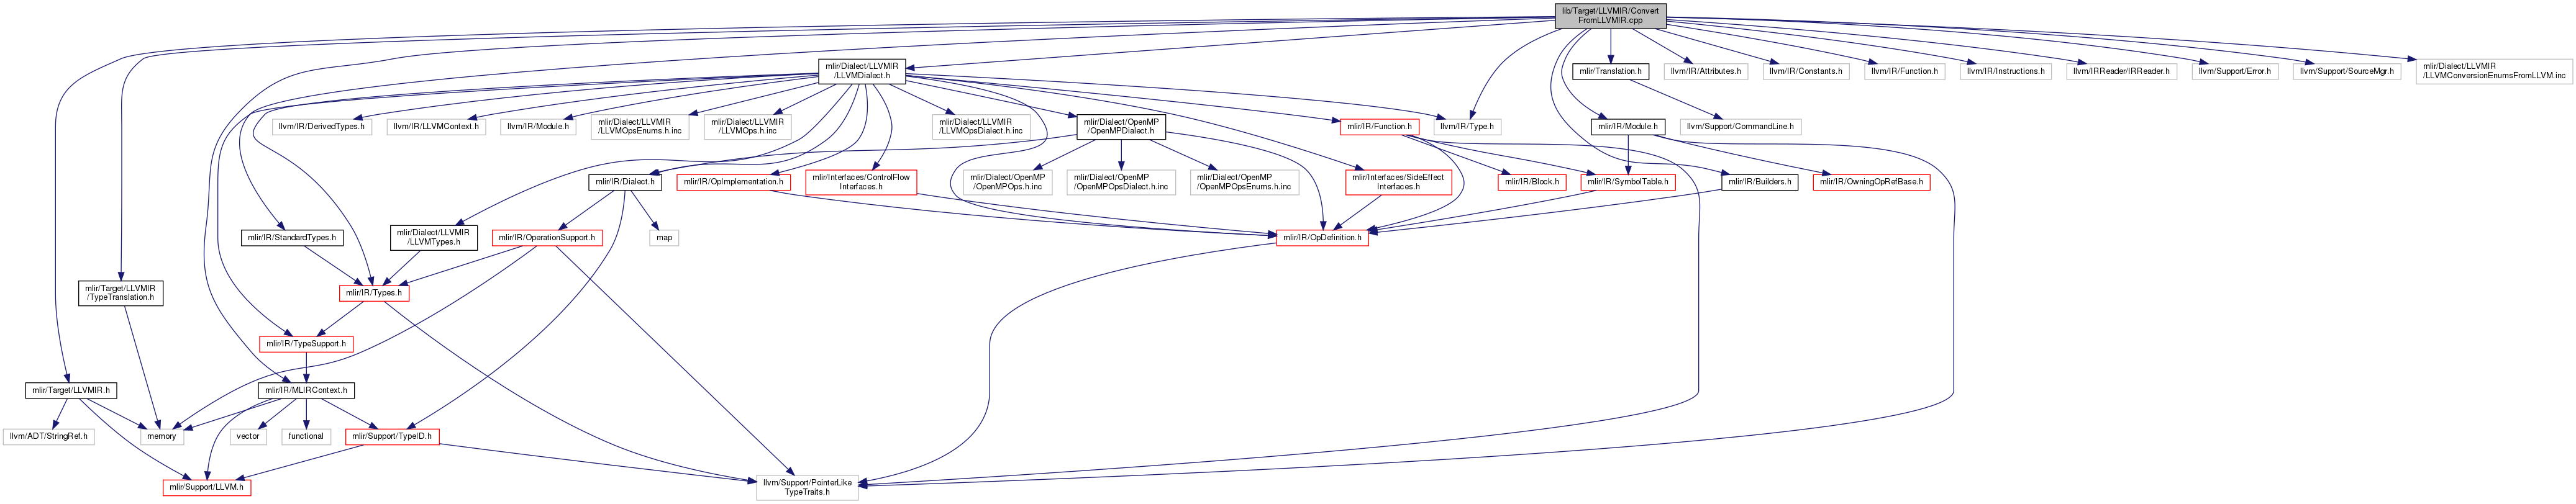 lib/Target/LLVMIR/Convert
FromLLVMIR.cpp
mlir/Dialect/LLVMIR
/LLVMDialect.h
mlir/Translation.h
llvm/IR/Attributes.h
llvm/IR/Constants.h
llvm/IR/Function.h
llvm/IR/Instructions.h
llvm/IRReader/IRReader.h
llvm/Support/Error.h
llvm/Support/SourceMgr.h
mlir/Dialect/LLVMIR
/LLVMConversionEnumsFromLLVM.inc
llvm/IR/DerivedTypes.h
llvm/IR/LLVMContext.h
llvm/IR/Module.h
mlir/Dialect/LLVMIR
/LLVMOpsEnums.h.inc
mlir/Dialect/LLVMIR
/LLVMOps.h.inc
mlir/Dialect/LLVMIR
/LLVMOpsDialect.h.inc
mlir/Dialect/OpenMP
/OpenMPDialect.h
mlir/IR/Function.h
llvm/IR/Type.h
mlir/IR/Module.h
llvm/Support/CommandLine.h
mlir/IR/Dialect.h
mlir/IR/OpImplementation.h
mlir/Interfaces/ControlFlow
Interfaces.h
mlir/Dialect/OpenMP
/OpenMPOps.h.inc
mlir/Dialect/OpenMP
/OpenMPOpsDialect.h.inc
mlir/Dialect/OpenMP
/OpenMPOpsEnums.h.inc
mlir/Interfaces/SideEffect
Interfaces.h
mlir/IR/Block.h
mlir/IR/SymbolTable.h
mlir/IR/Builders.h
mlir/IR/OwningOpRefBase.h
mlir/IR/StandardTypes.h
mlir/Dialect/LLVMIR
/LLVMTypes.h
mlir/IR/OperationSupport.h
map
mlir/IR/OpDefinition.h
mlir/Target/LLVMIR
/TypeTranslation.h
mlir/IR/Types.h
mlir/IR/TypeSupport.h
mlir/Target/LLVMIR.h
mlir/IR/MLIRContext.h
llvm/ADT/StringRef.h
memory
vector
functional
mlir/Support/TypeID.h
mlir/Support/LLVM.h
llvm/Support/PointerLike
TypeTraits.h